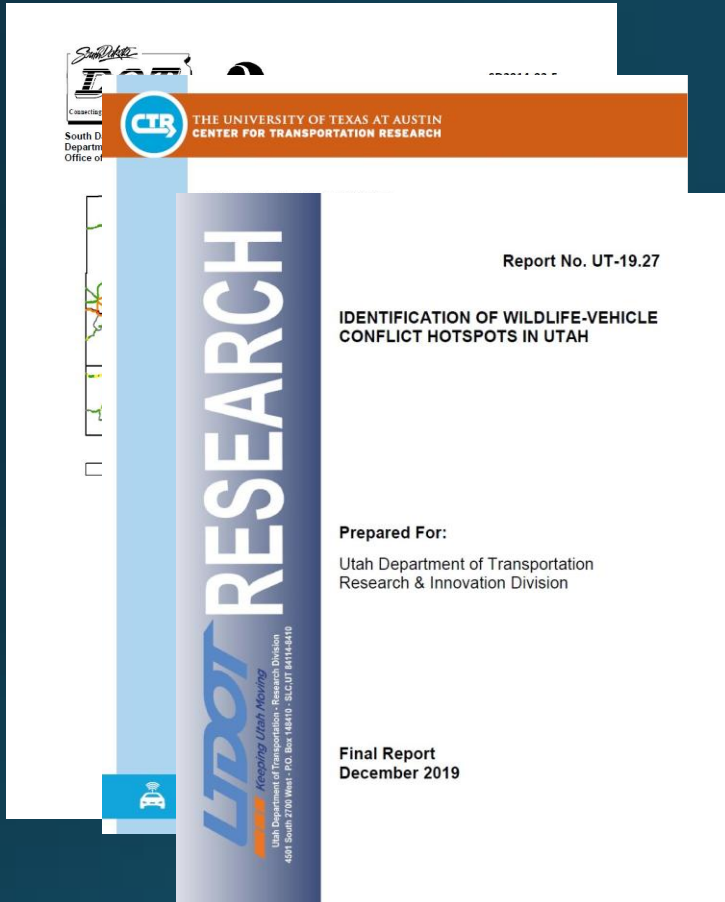 South Dakota
DOT
Connecting
South D
Departm
Office of
CTR
THE UNIVERSITY OF TEXAS AT AUSTIN
CENTER FOR TRANSPORTATION RESEARCH
RESEARCH
UDOT
Keeping Utah Moving
Utah Department of Transportation - Research Division
4501 South 2700 West - P.O. Box 148410 - SLC,UT 84114-8410
Report No. UT-19.27
IDENTIFICATION OF WILDLIFE-VEHICLE
CONFLICT HOTSPOTS IN UTAH
Prepared For:
Utah Department of Transportation
Research & Innovation Division
Final Report
December 2019